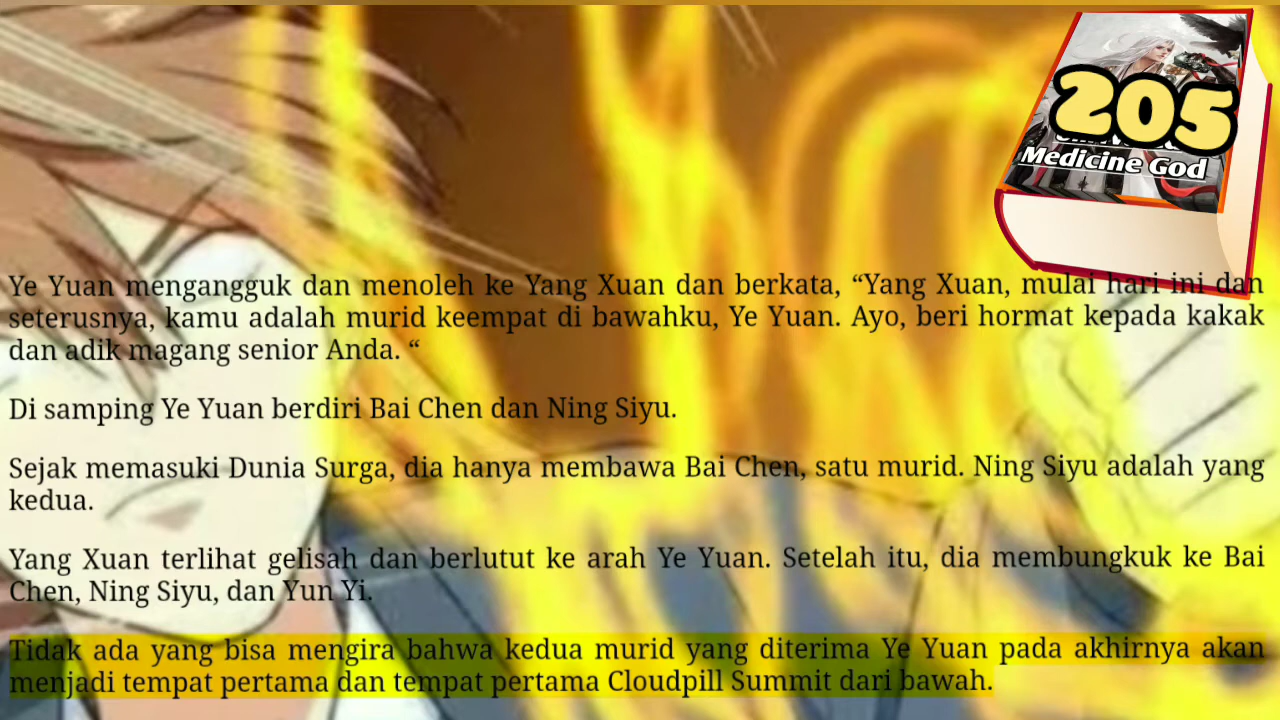 205
Medicine God
Ye Yuan mengangguk dan menoleh ke Yang Xuan dan berkata, “Yang Xuan, mulai hari ini dan
seterusnya, kamu adalah murid keempat di bawahku, Ye Yuan. Ayo, beri hormat kepada kakak
dan adik magang senior Anda. “
Di samping Ye Yuan berdiri Bai Chen dan Ning Siyu.
Sejak memasuki Dunia Surga, dia hanya membawa Bai Chen, satu murid. Ning Siyu adalah yang
kedua.
Yang Xuan terlihat gelisah dan berlutut ke arah Ye Yuan. Setelah itu, dia membungkuk ke Bai
Chen, Ning Siyu, dan Yun Yi.
Tidak ada yang bisa mengira bahwa kedua murid yang diterima Ye Yuan pada akhirnya akan
menjadi tempat pertama dan tempat pertama Cloudpill Summit dari bawah.